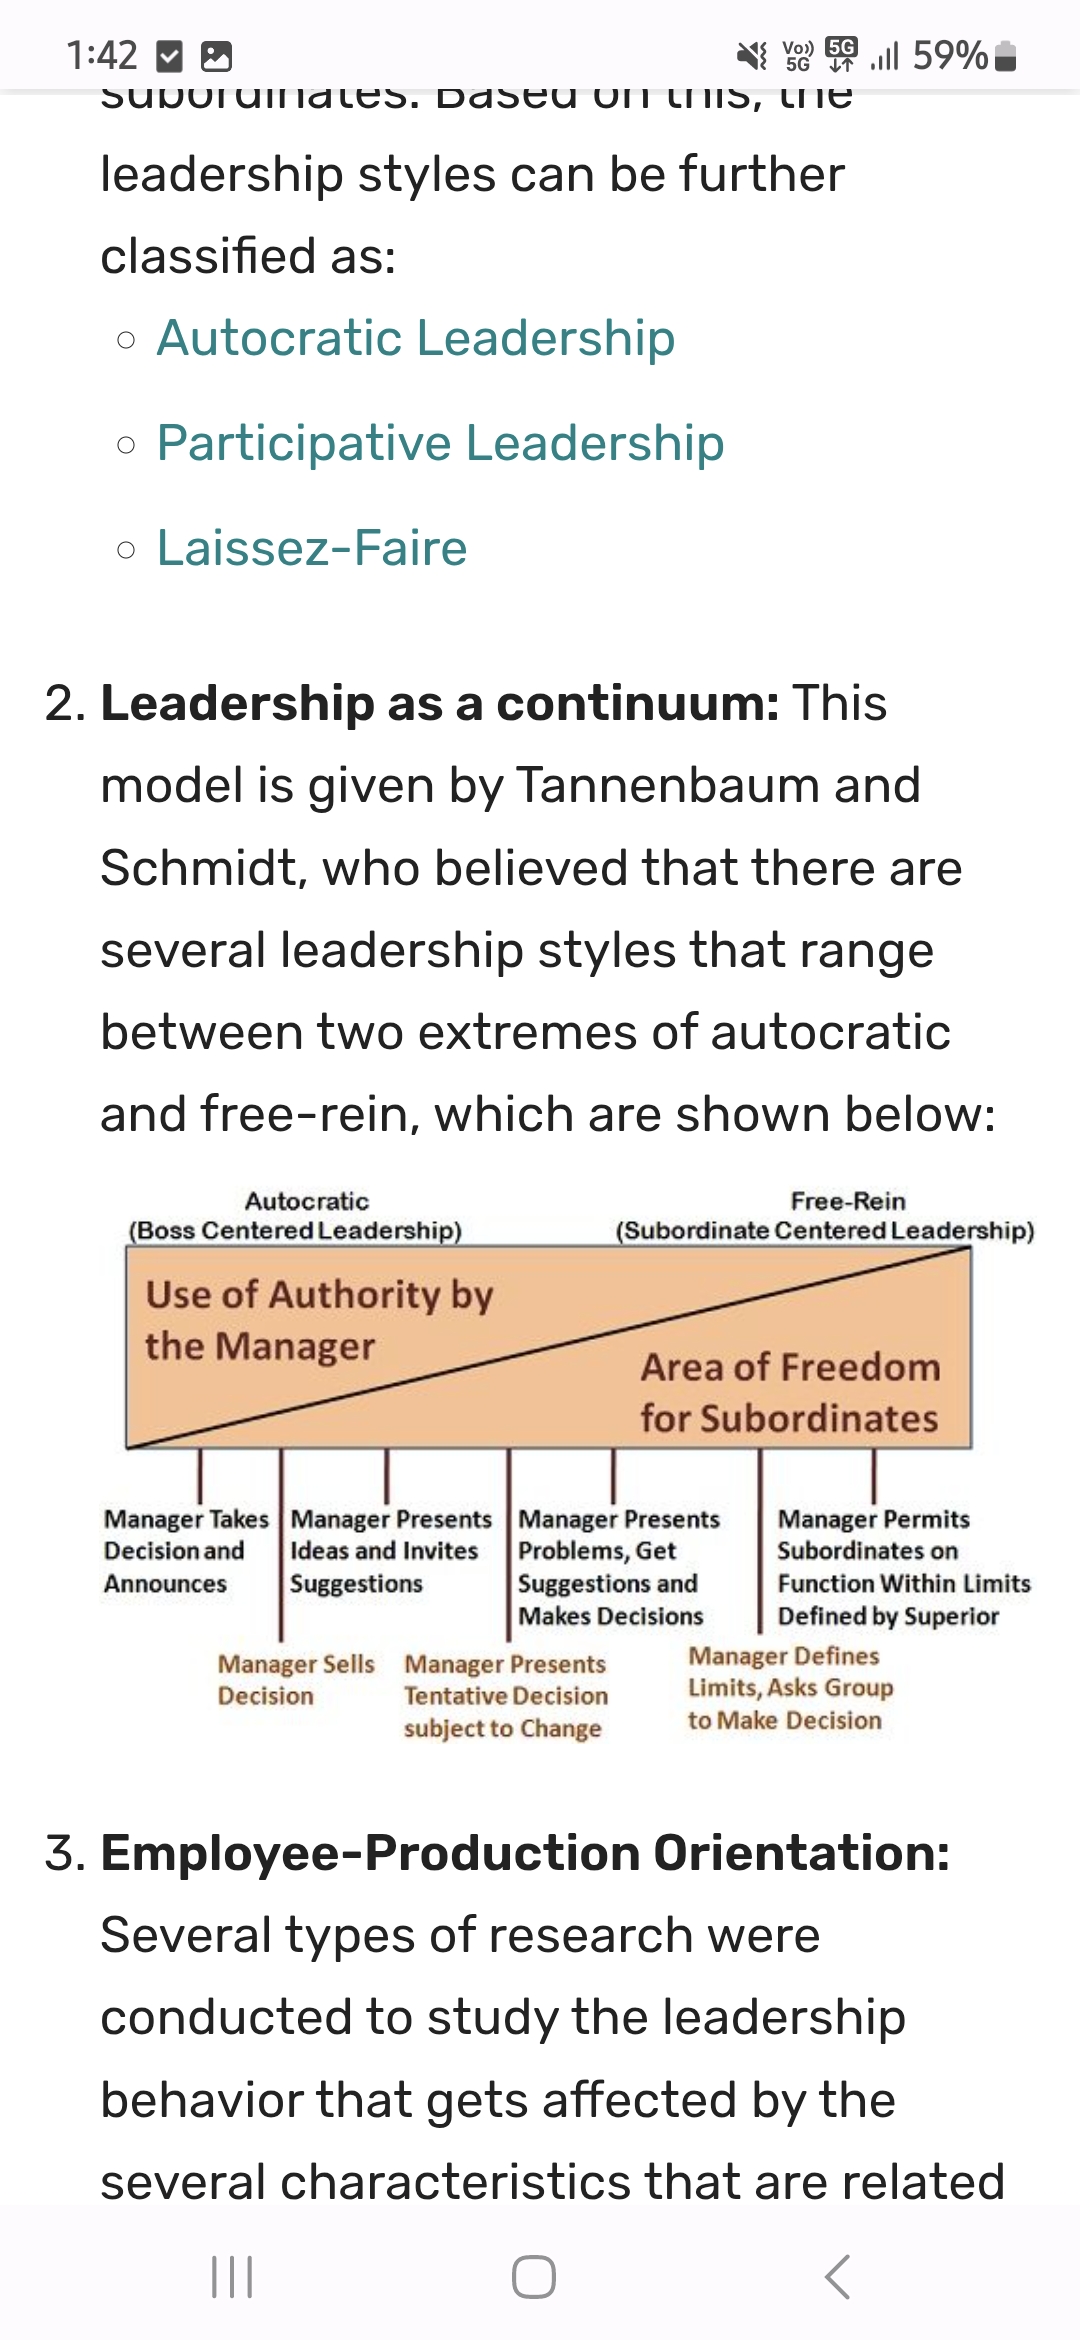 1:42 Vo)) 5G 5G 59%
subordinates. Based on this, the
leadership styles can be further
classified as:
Autocratic Leadership
Participative Leadership
Laissez-Faire
2. Leadership as a continuum: This
model is given by Tannenbaum and
Schmidt, who believed that there are
several leadership styles that range
between two extremes of autocratic
and free-rein, which are shown below:
Autocratic
(Boss Centered Leadership)
Free-Rein
(Subordinate Centered Leadership)
Use of Authority by
the Manager
Area of Freedom
for Subordinates
Manager Takes
Decision and
Announces
Manager Presents
Ideas and Invites
Suggestions
Manager Presents
Problems, Get
Suggestions and
Makes Decisions
Manager Permits
Subordinates on
Function Within Limits
Defined by Superior
Manager Sells
Decision
Manager Presents
Tentative Decision
subject to Change
Manager Defines
Limits, Asks Group
to Make Decision
3. Employee-Production Orientation:
Several types of research were
conducted to study the leadership
behavior that gets affected by the
several characteristics that are related